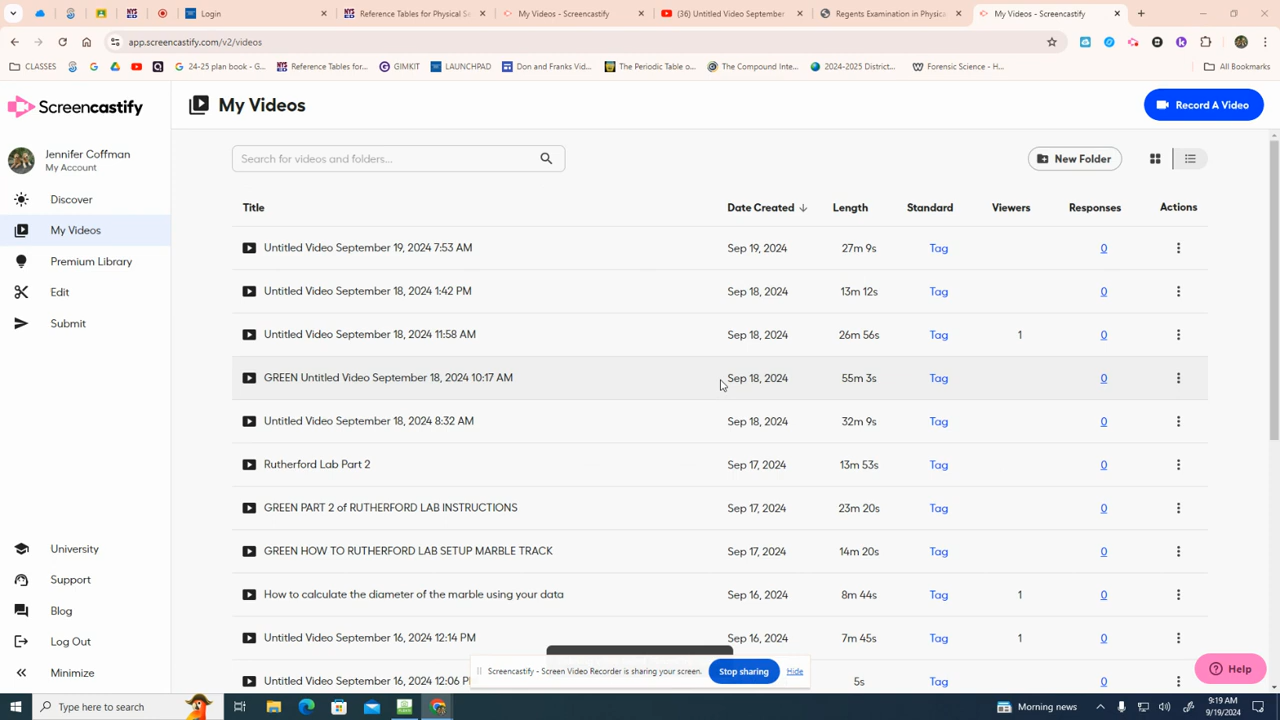 Login
Reference Tables for Physical Se
My Videos - Screencastify
(36) Untitled Video September
Regents Examination in Physica
My Videos - Screencastify
app.screencastify.com/v2/videos
CLASSES
24-25 plan book - G...
Reference Tables for...
GIMKIT
LAUNCHPAD
Don and Franks Vid...
The Periodic Table o...
The Compound Inte...
2024-2025 District...
Forensic Science - H...
All Bookmarks
Screencastify
My Videos
Record A Video
Jennifer Coffman
My Account
Discover
My Videos
Premium Library
Edit
Submit
University
Support
Blog
Log Out
Minimize
Search for videos and folders...
New Folder
Title Date Created Length Standard Viewers Responses Actions
Untitled Video September 19, 2024 7:53 AM Sep 19, 2024 27m 9s Tag 0
Untitled Video September 18, 2024 1:42 PM Sep 18, 2024 13m 12s Tag 0
Untitled Video September 18, 2024 11:58 AM Sep 18, 2024 26m 56s Tag 1 0
GREEN Untitled Video September 18, 2024 10:17 AM Sep 18, 2024 55m 3s Tag 0
Untitled Video September 18, 2024 8:32 AM Sep 18, 2024 32m 9s Tag 0
Rutherford Lab Part 2 Sep 17, 2024 13m 53s Tag 0
GREEN PART 2 of RUTHERFORD LAB INSTRUCTIONS Sep 17, 2024 23m 20s Tag 0
GREEN HOW TO RUTHERFORD LAB SETUP MARBLE TRACK Sep 17, 2024 14m 20s Tag 0
How to calculate the diameter of the marble using your data Sep 16, 2024 8m 44s Tag 1 0
Untitled Video September 16, 2024 12:14 PM Sep 16, 2024 7m 45s Tag 1 0
Untitled Video September 16, 2024 12:06 P Sep 16, 2024 5s Tag 0
Screencastify - Screen Video Recorder is sharing your screen.
Stop sharing
Hide
Help
Type here to search
Morning news
9:19 AM
9/19/2024